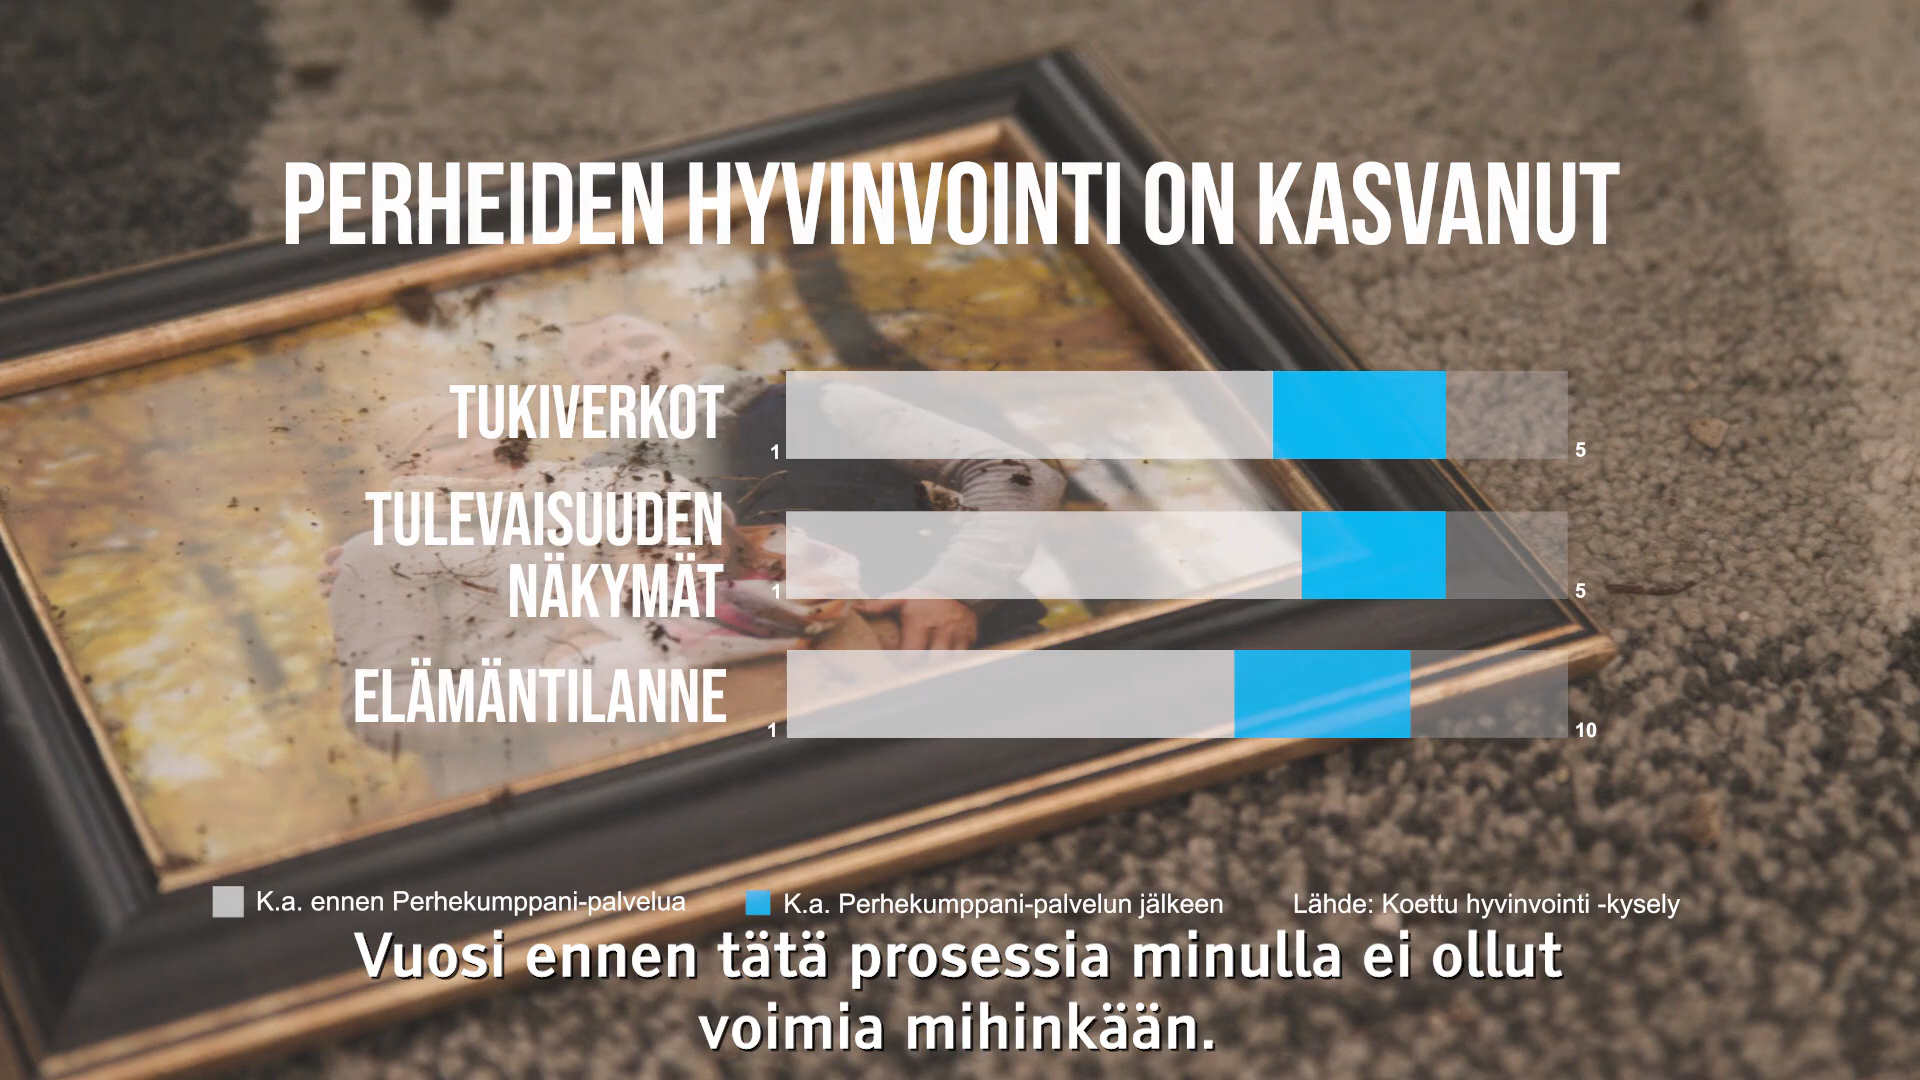 PERHEIDEN HYVINVOINTI ON KASVANUT
TUKIVERKOT
1
5
TULEVAISUUDEN
NÄKYMÄT
1
5
ELÄMÄNTILANNE
1
10
K.a. ennen Perhekumppani-palvelua
K.a. Perhekumppani-palvelun jälkeen
Lähde: Koettu hyvinvointi -kysely
Vuosi ennen tätä prosessia minulla ei ollut
voimia mihinkään.